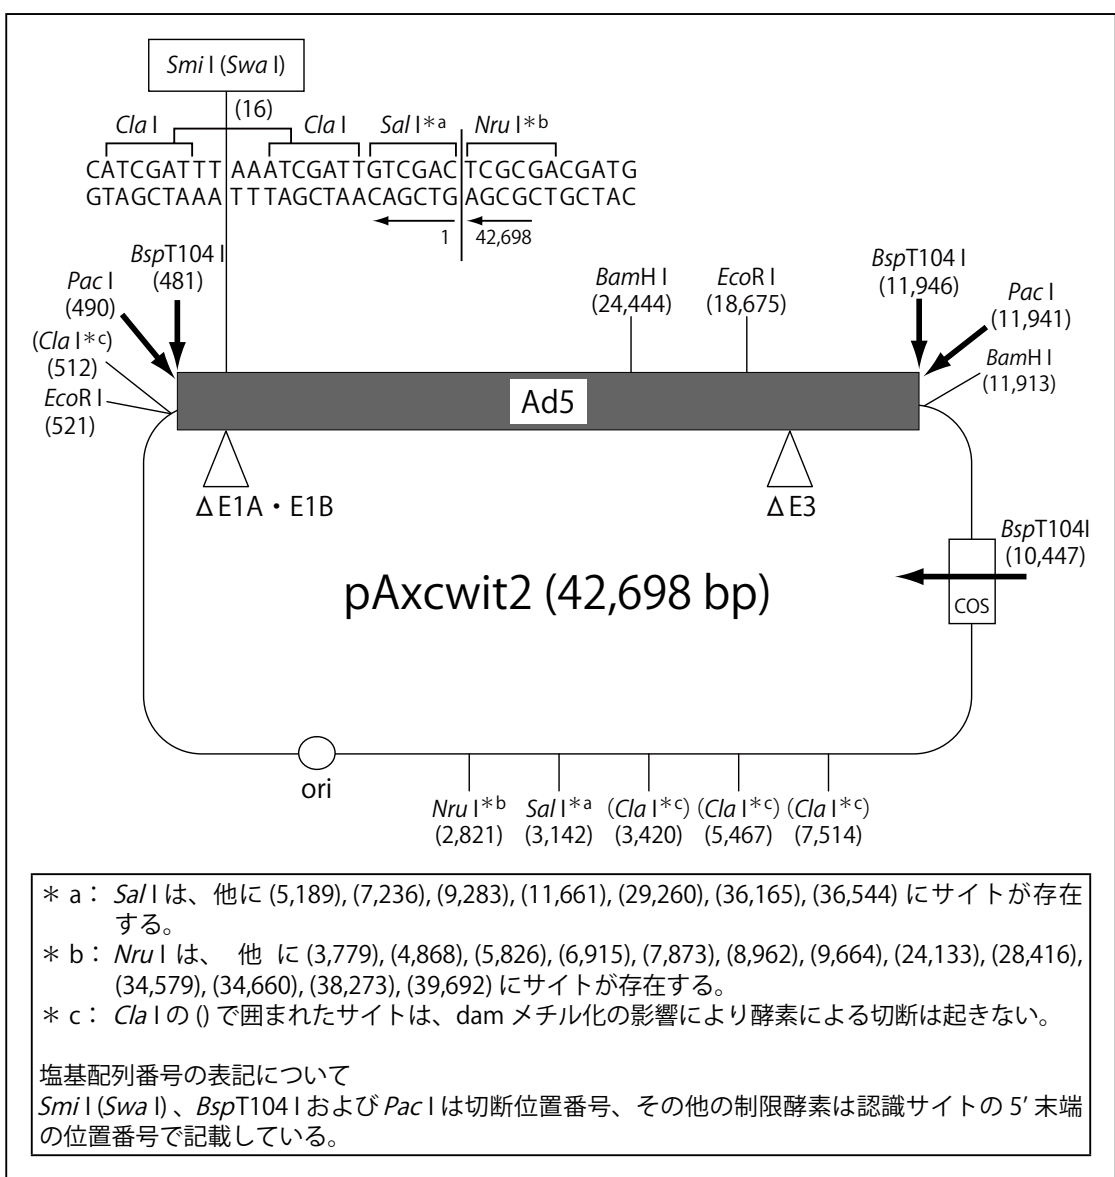 Smi I (Swa I)
(16)
Cla I Cla I Sal I*a Nru I*b
CATCGATTT AAATCGATTGTCGAC TCGCGACGATG
GTAGCTAAA TTTAGCTAACAGCTG AGCGCTGCTAC
1 42,698
BspT104 I
(481)
Pac I
(490)
(Cla I*c)
(512)
EcoR I
(521)
BamH I
(24,444)
EcoR I
(18,675)
BspT104 I
(11,946)
Pac I
(11,941)
BamH I
(11,913)
Ad5
Δ E1A・E1B
Δ E3
BspT104I
(10,447)
COS
pAxcwit2 (42,698 bp)
ori
Nru I*b Sal I*a (Cla I*c) (Cla I*c) (Cla I*c)
(2,821) (3,142) (3,420) (5,467) (7,514)
* a: Sal I は、他に (5,189), (7,236), (9,283), (11,661), (29,260), (36,165), (36,544) にサイトが存在
する。
* b: Nru I は、 他 に (3,779), (4,868), (5,826), (6,915), (7,873), (8,962), (9,664), (24,133), (28,416),
(34,579), (34,660), (38,273), (39,692) にサイトが存在する。
* c: Cla I の () で囲まれたサイトは、dam メチル化の影響により酵素による切断は起きない。
塩基配列番号の表記について
Smi I (Swa I) 、BspT104 I および Pac I は切断位置番号、その他の制限酵素は認識サイトの 5’ 末端
の位置番号で記載している。